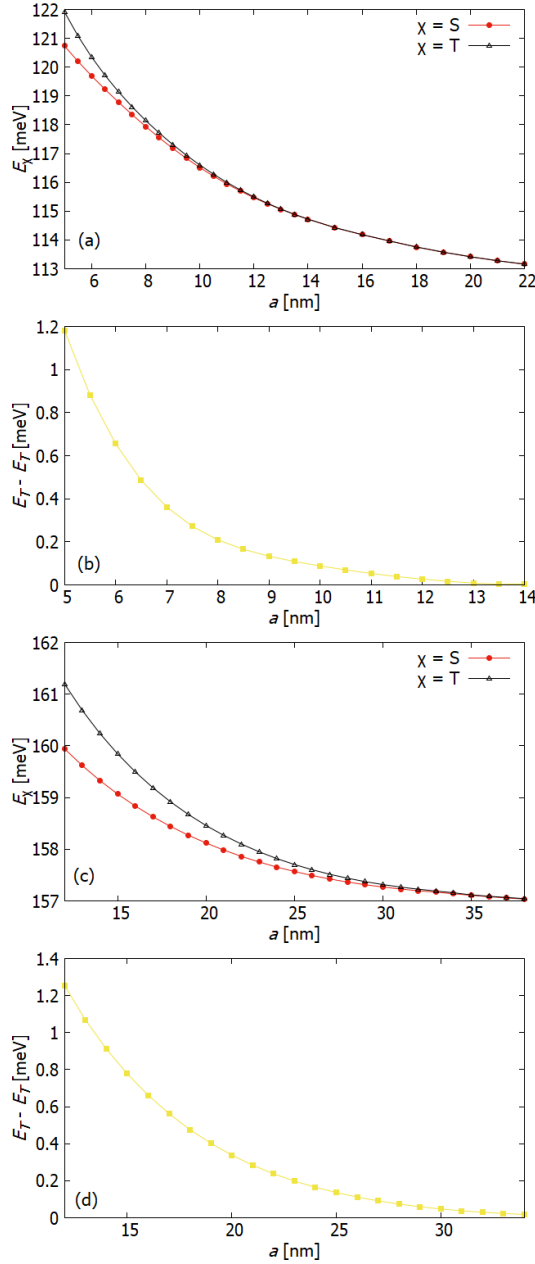 122
121
120
119
118
117
116
115
114
113
Eχ [meV]
χ = S
χ = T
(a)
6 8 10 12 14 16 18 20 22
a [nm]
1.2
1
0.8
0.6
0.4
0.2
0
E_T - E_T [meV]
(b)
5 6 7 8 9 10 11 12 13 14
a [nm]
162
161
160
159
158
157
Eχ [meV]
χ = S
χ = T
(c)
15 20 25 30 35
a [nm]
1.4
1.2
1
0.8
0.6
0.4
0.2
0
E_T - E_T [meV]
(d)
15 20 25 30
a [nm]